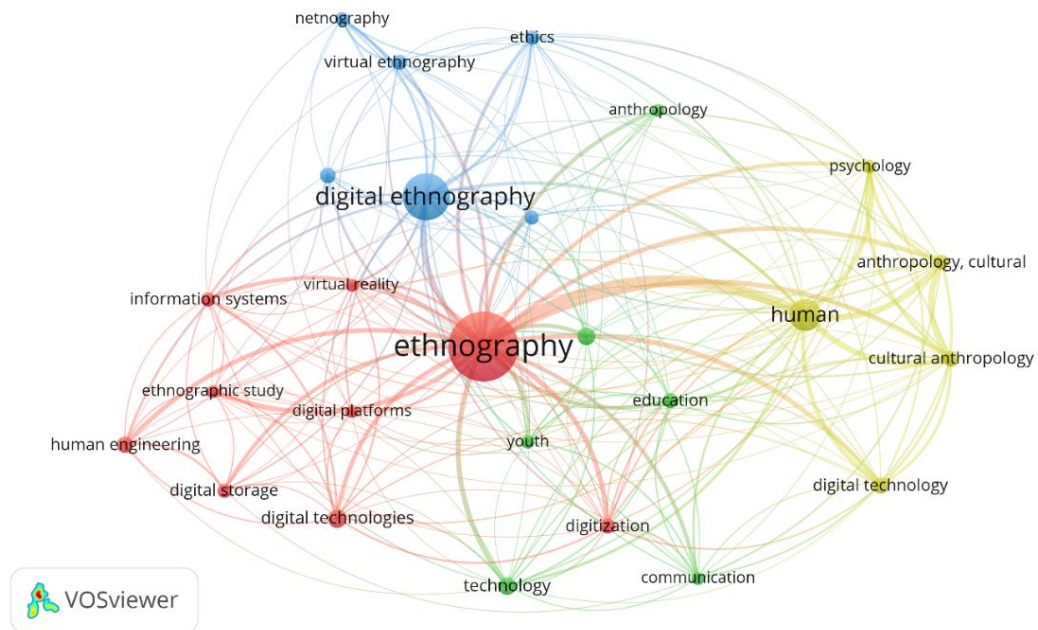 netnography
ethics
virtual ethnography
anthropology
psychology
digital ethnography
anthropology, cultural
virtual reality
information systems
human
ethnography
cultural anthropology
ethnographic study
education
digital platforms
youth
human engineering
digital technology
digital storage
digital technologies
digitization
communication
technology
VOSviewer